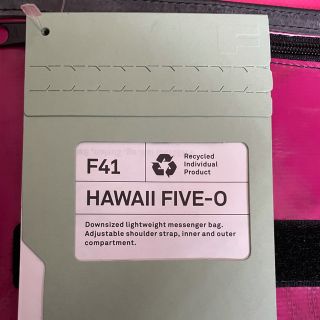 F41
Recycled
Individual
Product
HAWAII FIVE-O
Downsized lightweight messenger bag.
Adjustable shoulder strap, inner and outer
compartment.